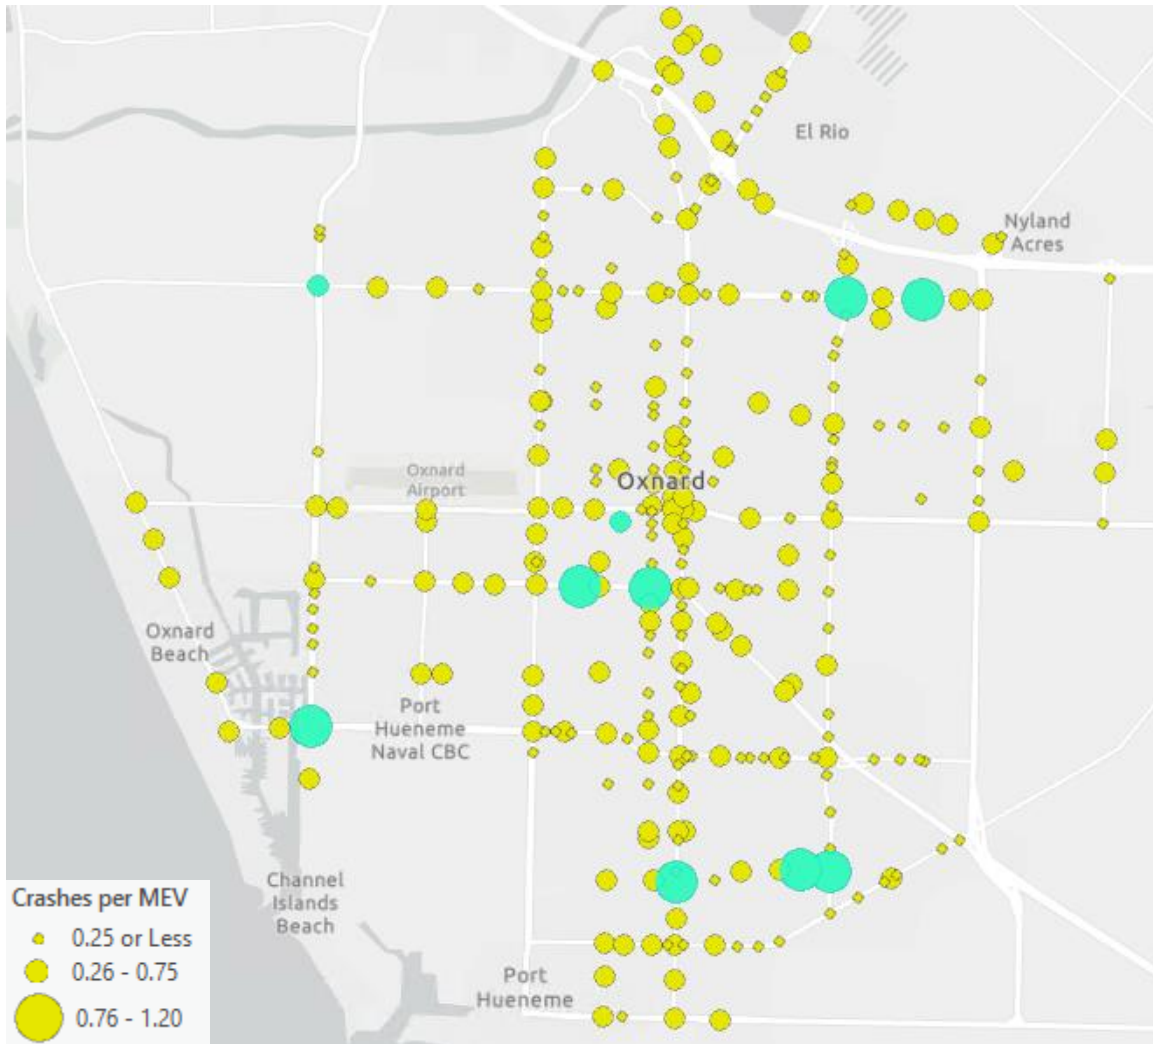 El Rio
Nyland
Acres
Oxnard
Airport
Oxnard
Oxnard
Beach
Port
Hueneme
Naval CBC
Channel
Islands
Beach
Port
Hueneme
Crashes per MEV
0.25 or Less
0.26 - 0.75
0.76 - 1.20